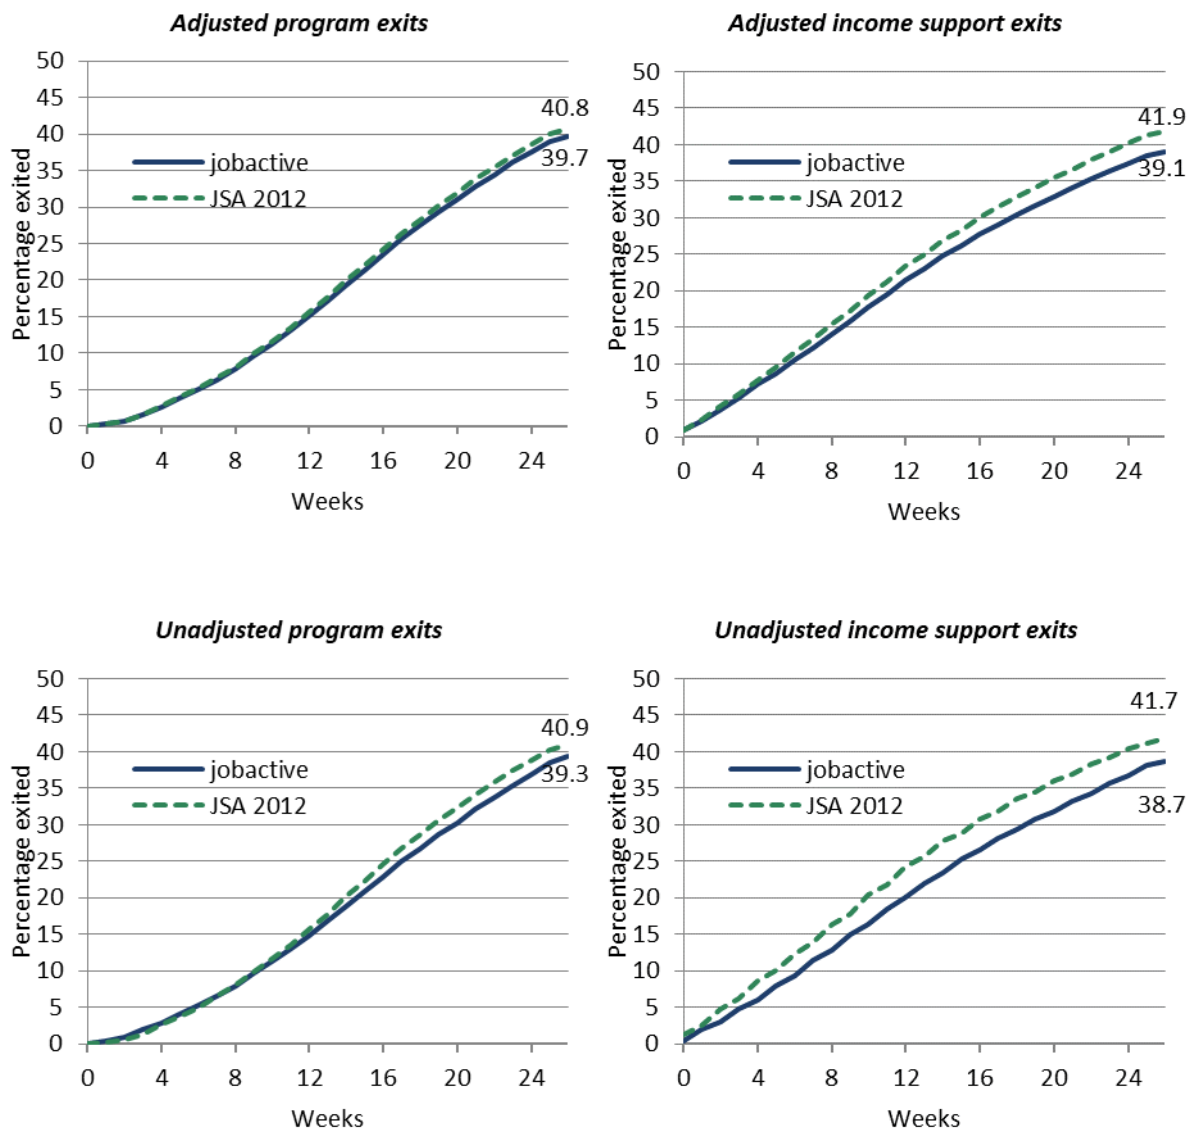 Adjusted program exits
50
45
40
35
30
25
20
15
10
5
0
Percentage exited
jobactive
JSA 2012
40.8
39.7
0 4 8 12 16 20 24
Weeks
Adjusted income support exits
50
45
40
35
30
25
20
15
10
5
0
Percentage exited
jobactive
JSA 2012
41.9
39.1
0 4 8 12 16 20 24
Weeks
Unadjusted program exits
50
45
40
35
30
25
20
15
10
5
0
Percentage exited
jobactive
JSA 2012
40.9
39.3
0 4 8 12 16 20 24
Weeks
Unadjusted income support exits
50
45
40
35
30
25
20
15
10
5
0
Percentage exited
jobactive
JSA 2012
41.7
38.7
0 4 8 12 16 20 24
Weeks